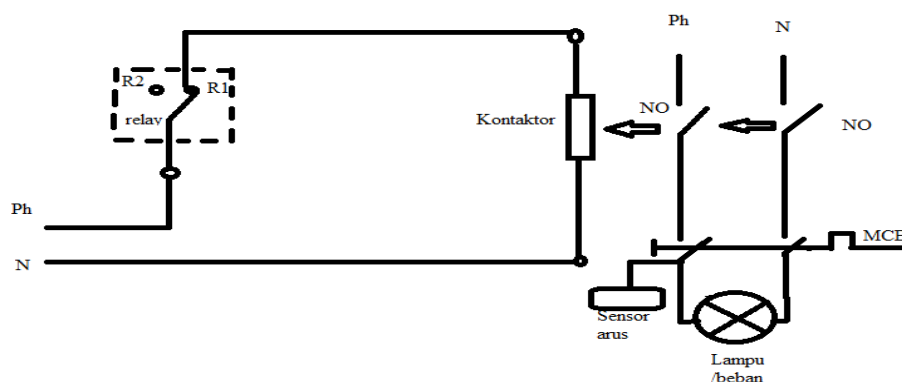 Ph
N
R2
R1
relay
Kontaktor
NO
NO
Ph
N
MCB
Sensor
arus
Lampu
/beban